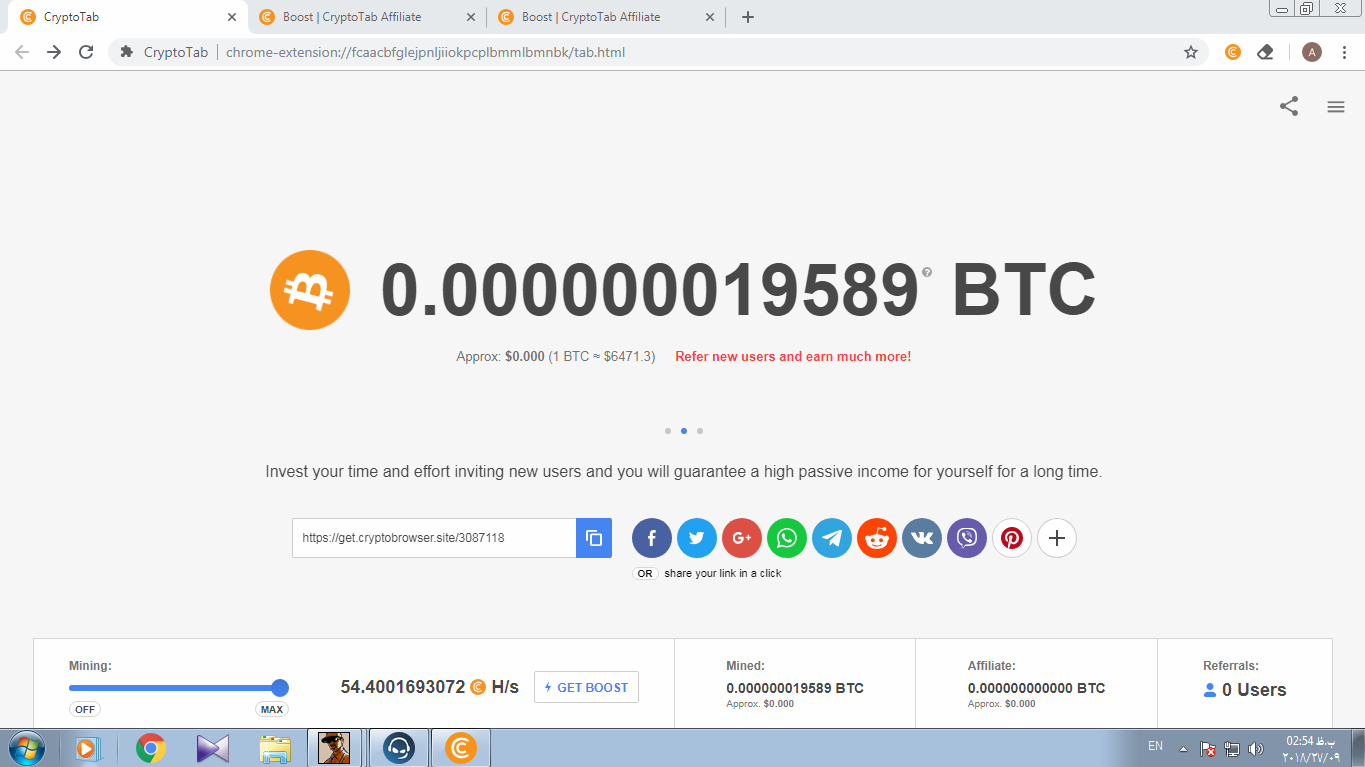 CryptoTab
Boost | CryptoTab Affiliate
Boost | CryptoTab Affiliate
CryptoTab
chrome-extension://fcaacbfglejpnljiiokpcplbmmlbmnbk/tab.html
A
0.000000019589 BTC
Approx: $0.000 (1 BTC ≈ $6471.3)
Refer new users and earn much more!
Invest your time and effort inviting new users and you will guarantee a high passive income for yourself for a long time.
https://get.cryptobrowser.site/3087118
OR share your link in a click
Mining:
OFF
MAX
54.4001693072 H/s
GET BOOST
Mined:
0.000000019589 BTC
Approx. $0.000
Affiliate:
0.000000000000 BTC
Approx. $0.000
Referrals:
0 Users
EN
02:54 ب.ظ
۲۰۱۸/۲۷/۰۹